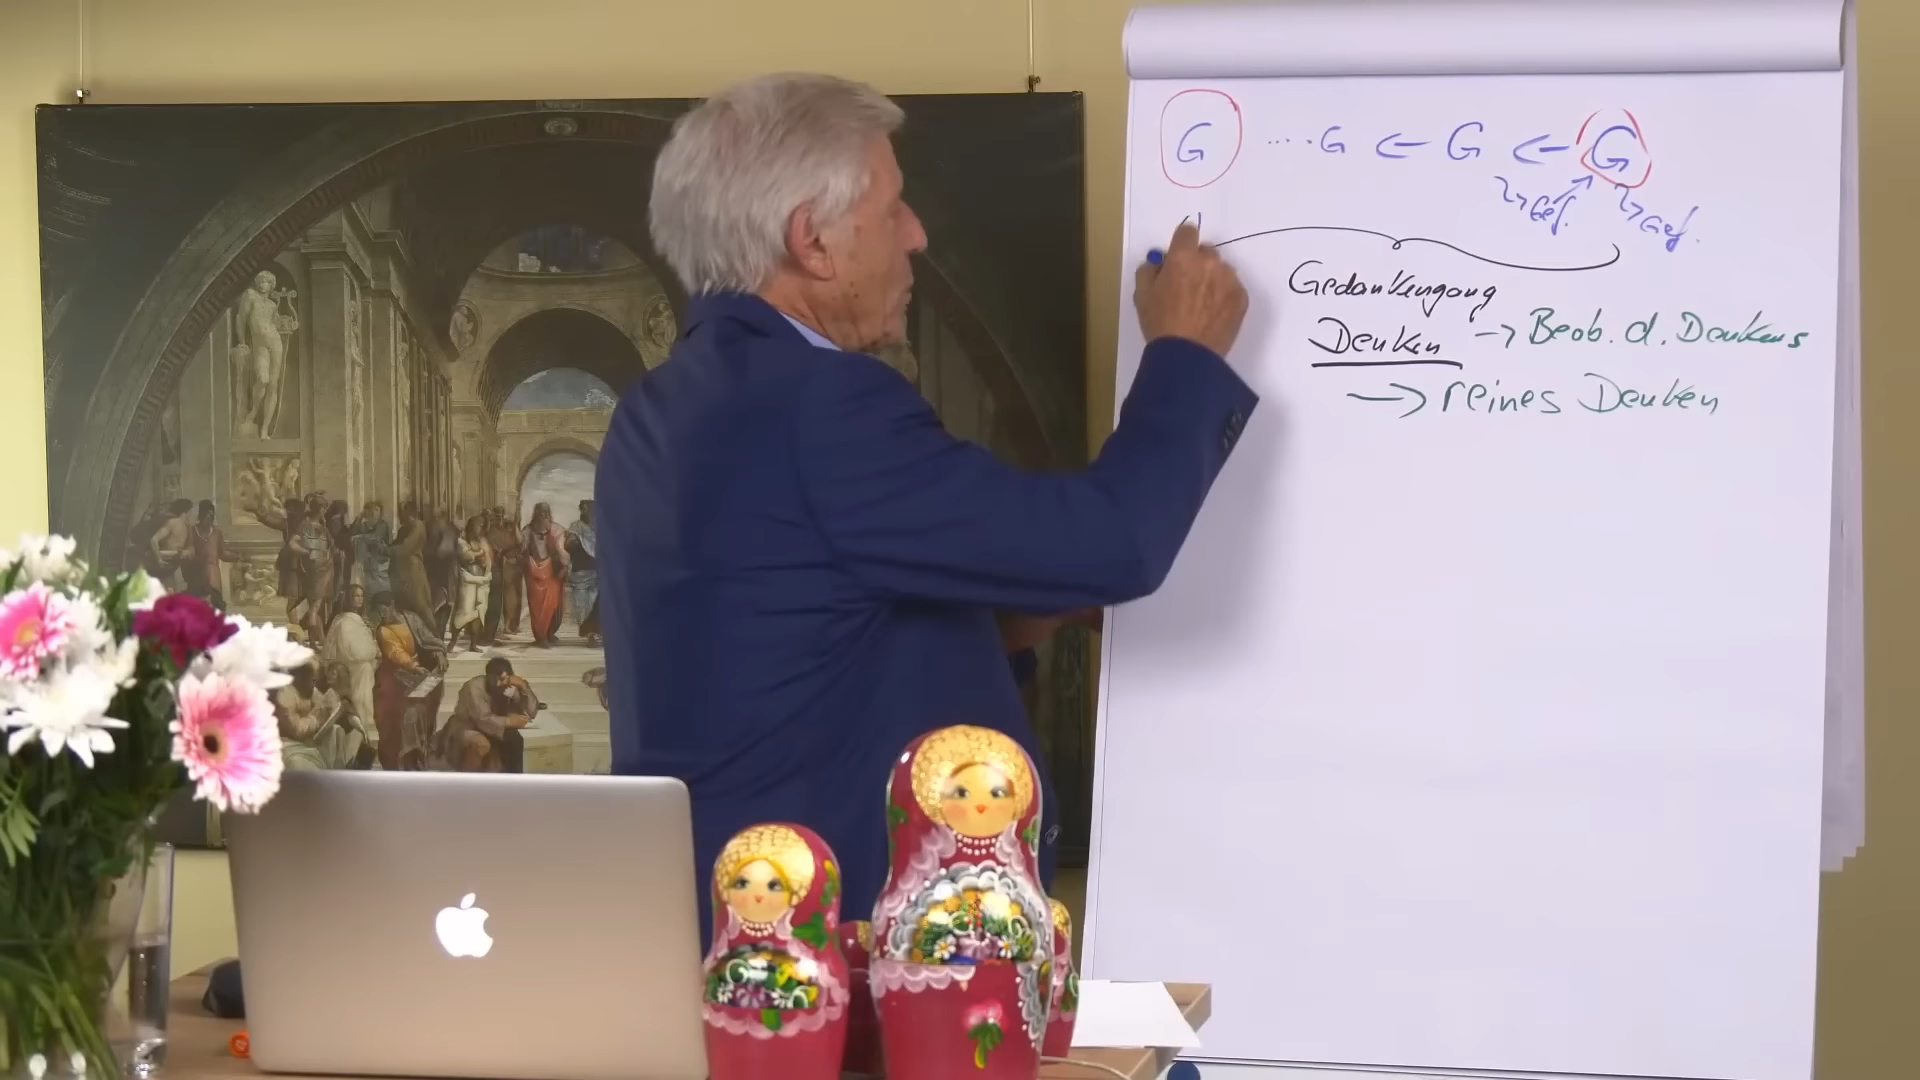 G ....G ← G ← G
↳ Gef. ↳ Gef.
Gedankengang
Denken → Beob. d. Denkens
→ reines Denken